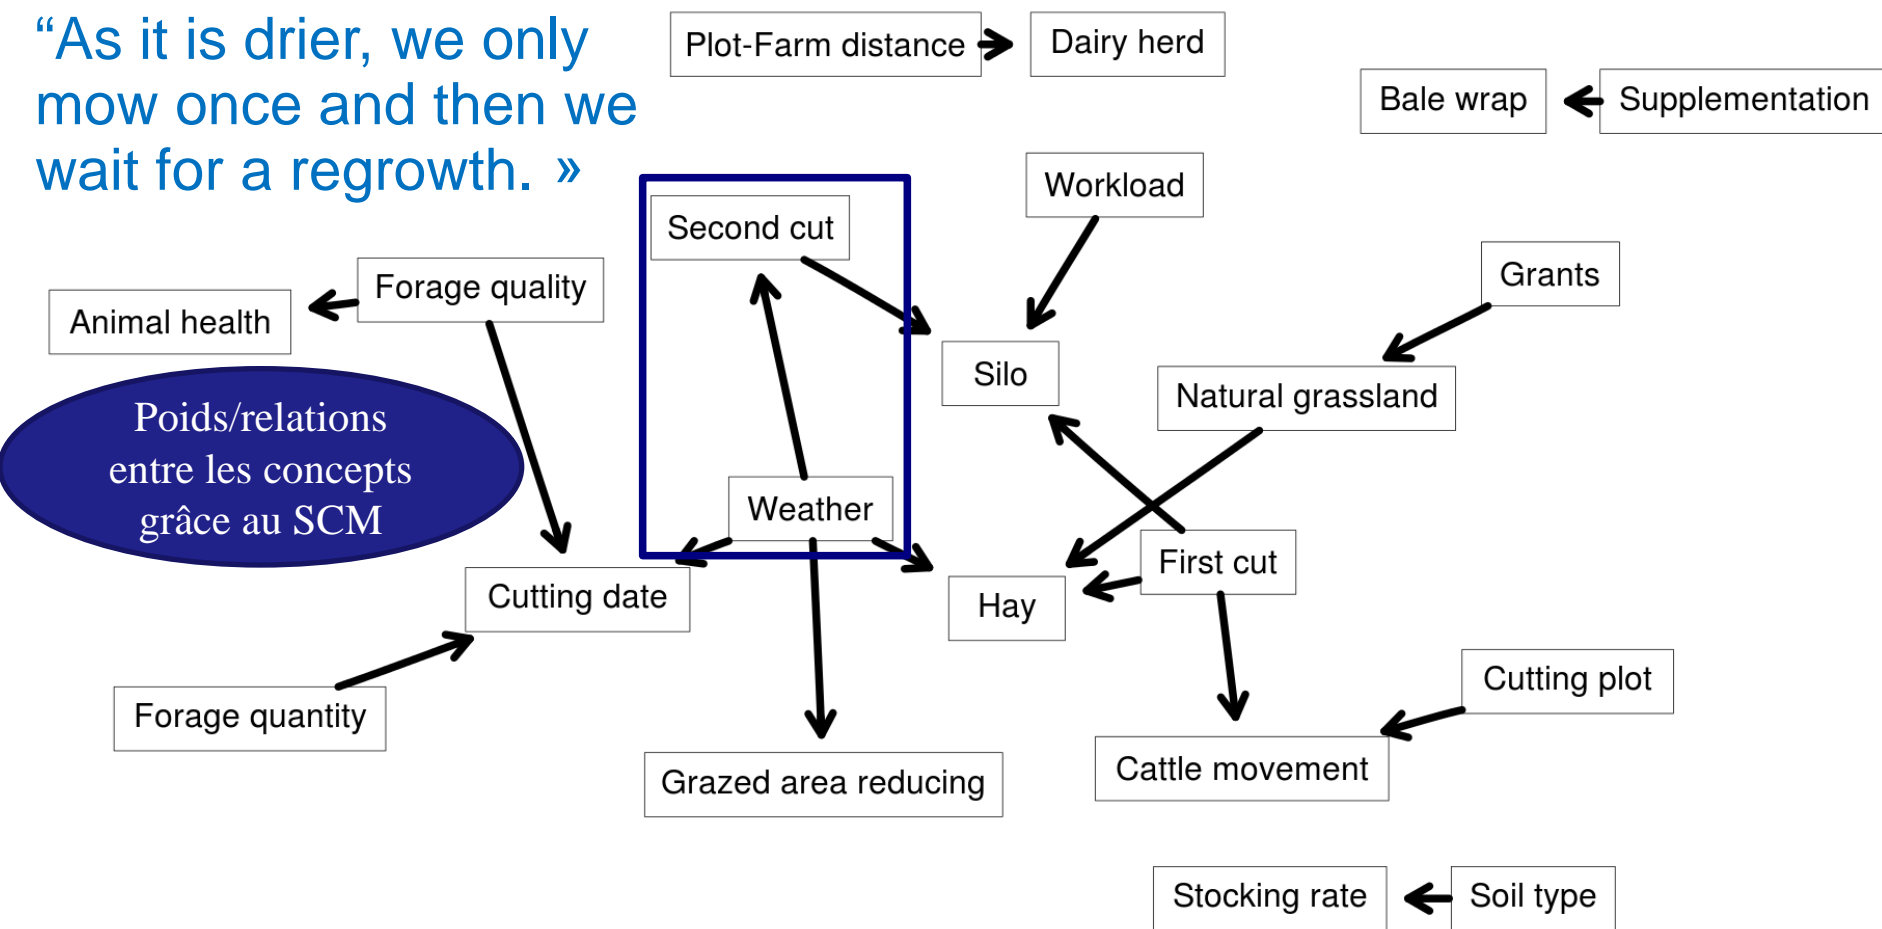 “As it is drier, we only
mow once and then we
wait for a regrowth. »
Plot-Farm distance
Dairy herd
Bale wrap
Supplementation
Workload
Second cut
Grants
Forage quality
Animal health
Silo
Natural grassland
Poids/relations
entre les concepts
grâce au SCM
Weather
First cut
Cutting date
Hay
Cutting plot
Forage quantity
Cattle movement
Grazed area reducing
Stocking rate
Soil type